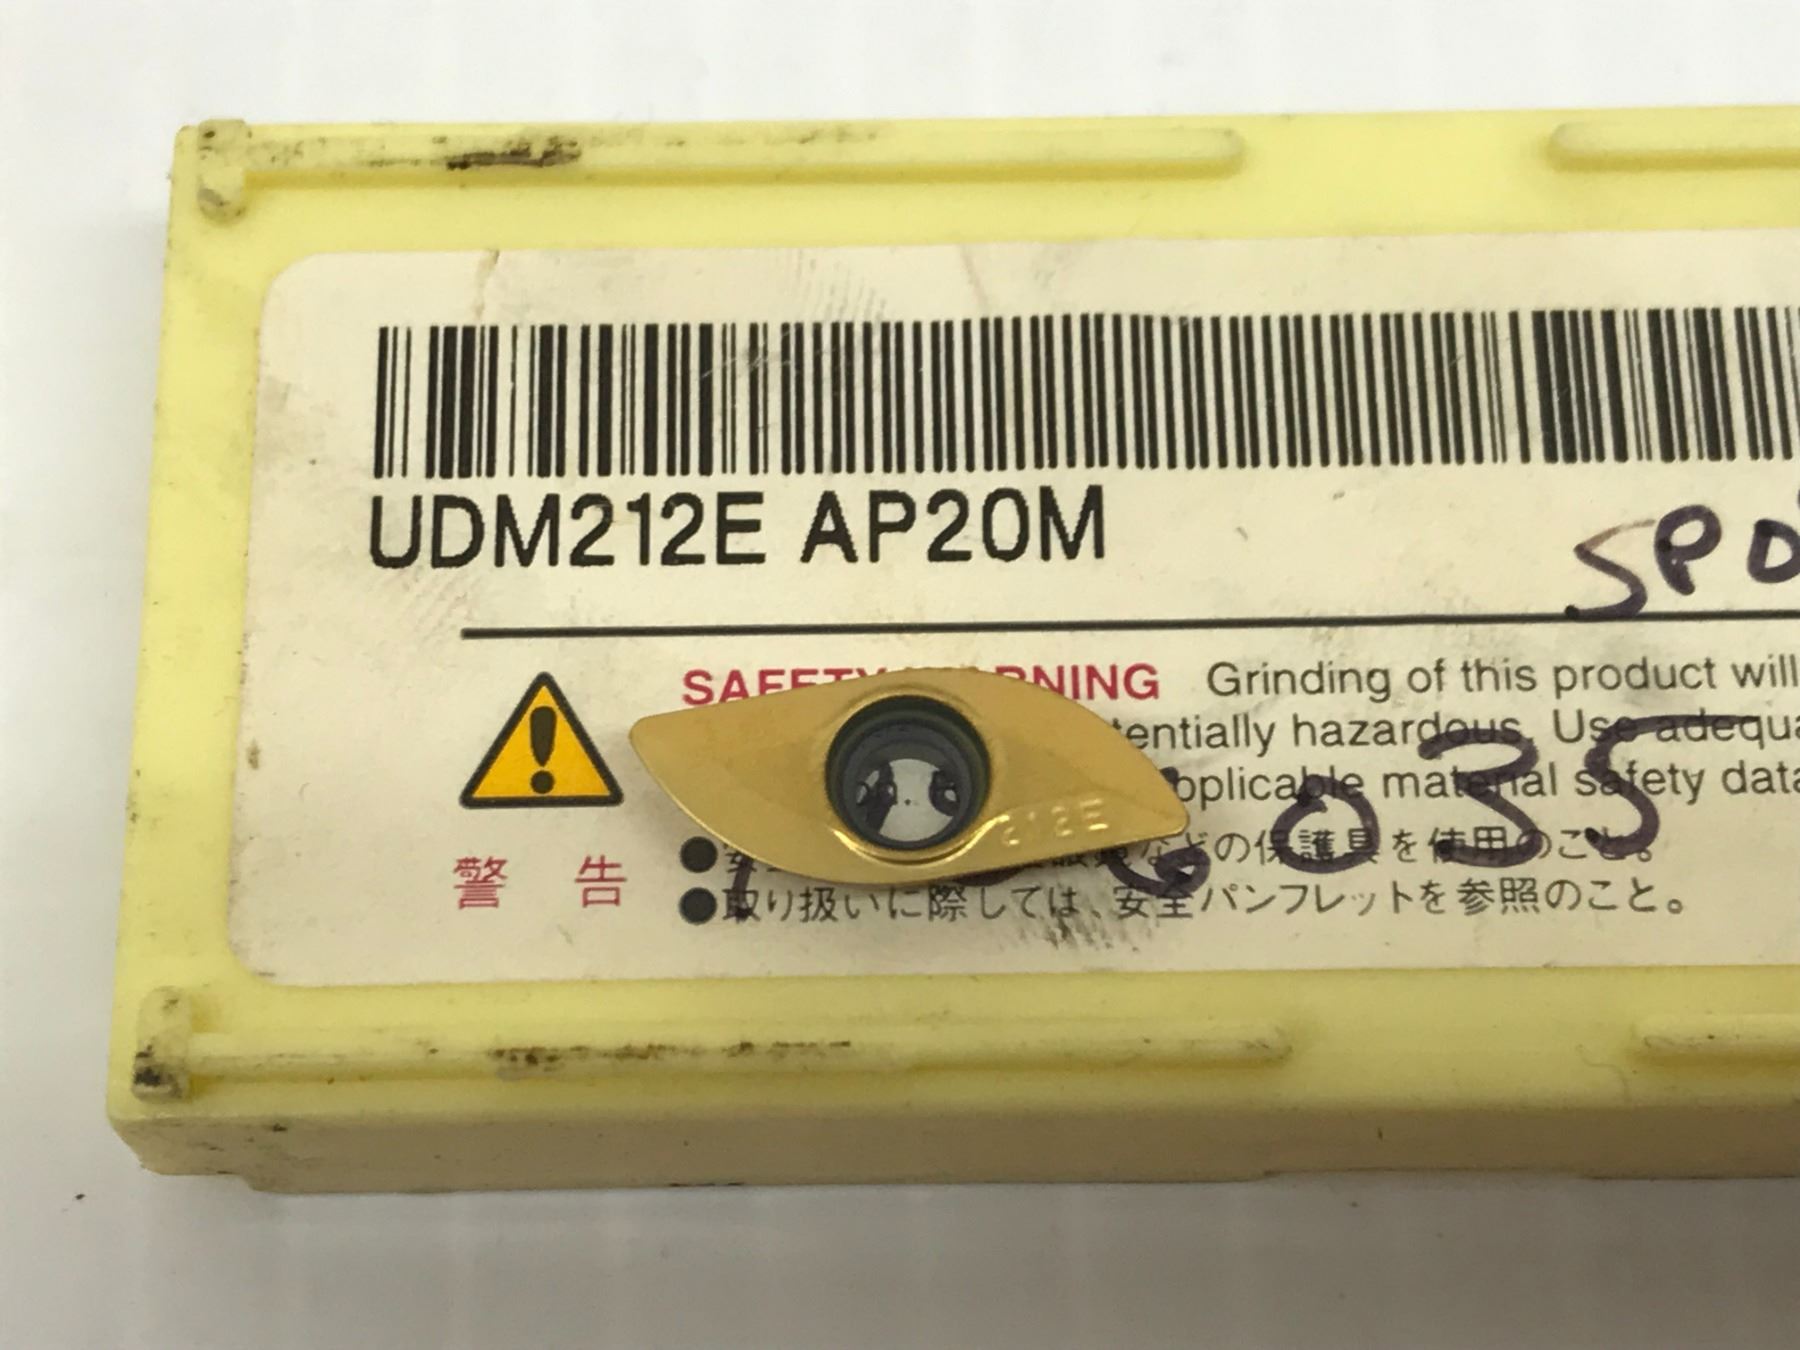 UDM212E AP20M
SPO
SAFETY WARNING Grinding of this product will
tentially hazardous. Use adequa
pplicable material safety data
6035
212E
警告
などの保護具を使用のこと。
●取り扱いに際しては、安全パンフレットを参照のこと。